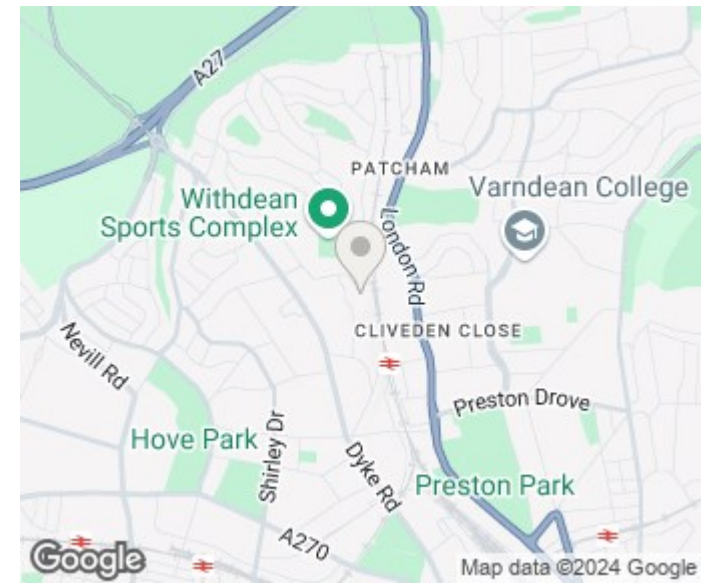 A27
PATCHAM
Withdean
Sports Complex
Varndean College
London Rd
CLIVEDEN CLOSE
Nevill Rd
Preston Drove
Hove Park
Shirley Dr
Dyke Rd
Preston Park
A270
Google
Map data ©2024 Google